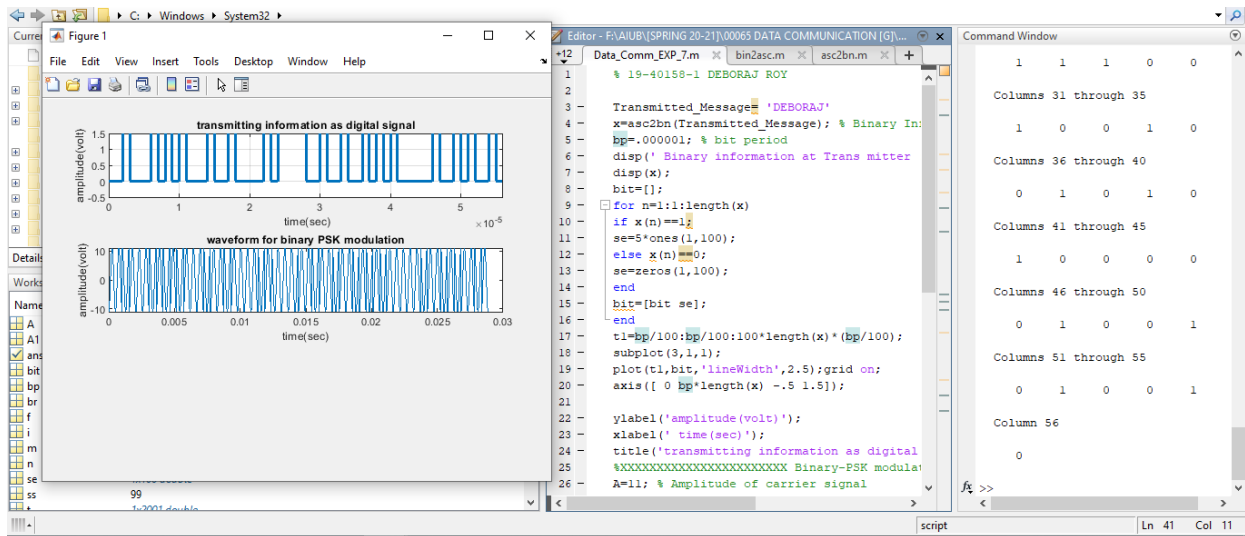 C: Windows System32
Curre
Figure 1
File Edit View Insert Tools Desktop Window Help
transmitting information as digital signal
amplitude(volt)
1.5
1
0.5
0
-0.5
0 1 2 3 4 5
×10^-5
time(sec)
waveform for binary PSK modulation
amplitude(volt)
10
0
-10
0 0.005 0.01 0.015 0.02 0.025 0.03
time(sec)
Details
Works
Name
A
A1
ans
bit
bp
br
f
i
m
n
se
ss 99
Editor - F:\AIUB\[SPRING 20-21]\00065 DATA COMMUNICATION [G]\...
+12 Data_Comm_EXP_7.m bin2asc.m asc2bn.m +
1 % 19-40158-1 DEBORAJ ROY
2
3 – Transmitted_Message= 'DEBORAJ'
4 – x=asc2bn(Transmitted_Message); % Binary In
5 – bp=.000001; % bit period
6 – disp(' Binary information at Trans mitter
7 – disp(x);
8 – bit=[];
9 – for n=1:1:length(x)
10 – if x(n)==1;
11 – se=5*ones(1,100);
12 – else x(n)==0;
13 – se=zeros(1,100);
14 – end
15 – bit=[bit se];
16 – end
17 – t1=bp/100:bp/100:100*length(x)*(bp/100);
18 – subplot(3,1,1);
19 – plot(t1,bit,'lineWidth',2.5);grid on;
20 – axis([ 0 bp*length(x) -.5 1.5]);
21
22 – ylabel('amplitude(volt)');
23 – xlabel(' time(sec)');
24 – title('transmitting information as digital
25 %XXXXXXXXXXXXXXXXXXXXXXX Binary-PSK modulat
26 – A=11; % Amplitude of carrier signal
Command Window
1 1 1 0 0
Columns 31 through 35
1 0 0 1 0
Columns 36 through 40
0 1 0 1 0
Columns 41 through 45
1 0 0 0 0
Columns 46 through 50
0 1 0 0 1
Columns 51 through 55
0 1 0 0 1
Column 56
0
fx >>
script
Ln 41 Col 11